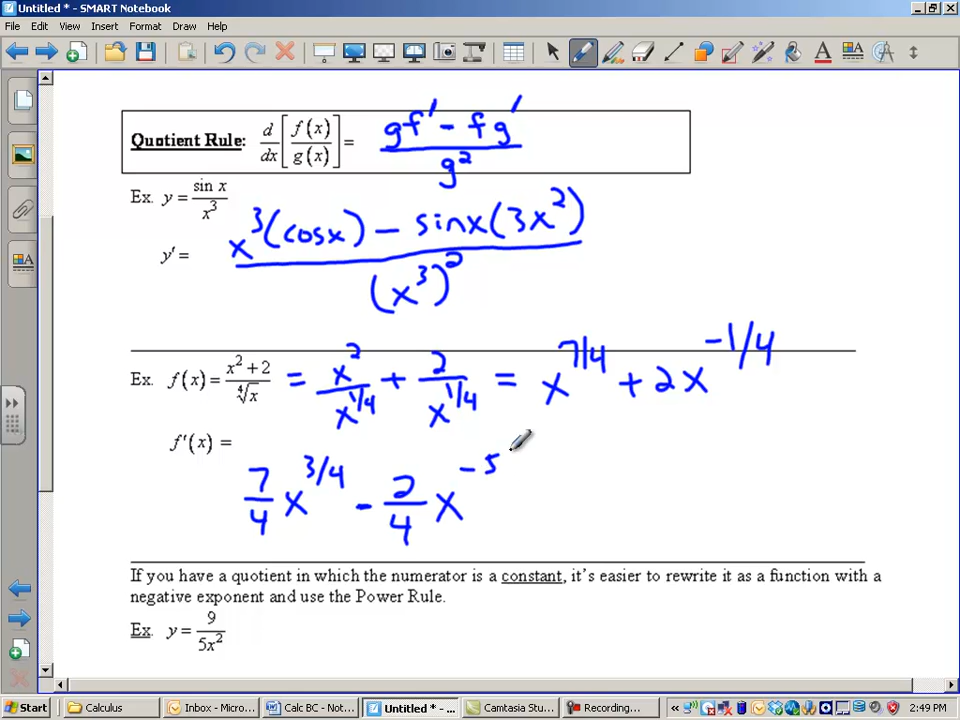 Untitled * - SMART Notebook
File Edit View Insert Format Draw Help
Quotient Rule: d/dx [f(x)/g(x)] = (gf' - fg')/g²
Ex. y = sin x/x³
y' = (x³(cosx) - sinx(3x²))/(x³)²
Ex. f(x) = (x² + 2)/∜x = x²/x^1/4 + 2/x^1/4 = x^7/4 + 2x^-1/4
f'(x) =
7/4 x^3/4 - 2/4 x^-5
If you have a quotient in which the numerator is a constant, it's easier to rewrite it as a function with a
negative exponent and use the Power Rule.
Ex. y = 9/5x²
Start Calculus Inbox - Micro... Calc BC - Not... Untitled * -... Camtasia Stu... Recording... 2:49 PM